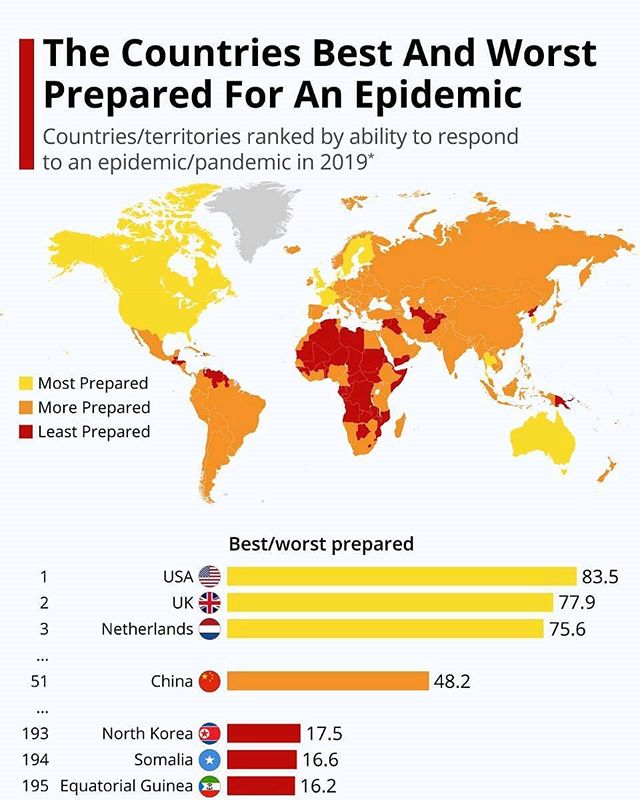 The Countries Best And Worst
Prepared For An Epidemic
Countries/territories ranked by ability to respond
to an epidemic/pandemic in 2019*
Most Prepared
More Prepared
Least Prepared
Best/worst prepared
1 USA 83.5
2 UK 77.9
3 Netherlands 75.6
...
51 China 48.2
...
193 North Korea 17.5
194 Somalia 16.6
195 Equatorial Guinea 16.2